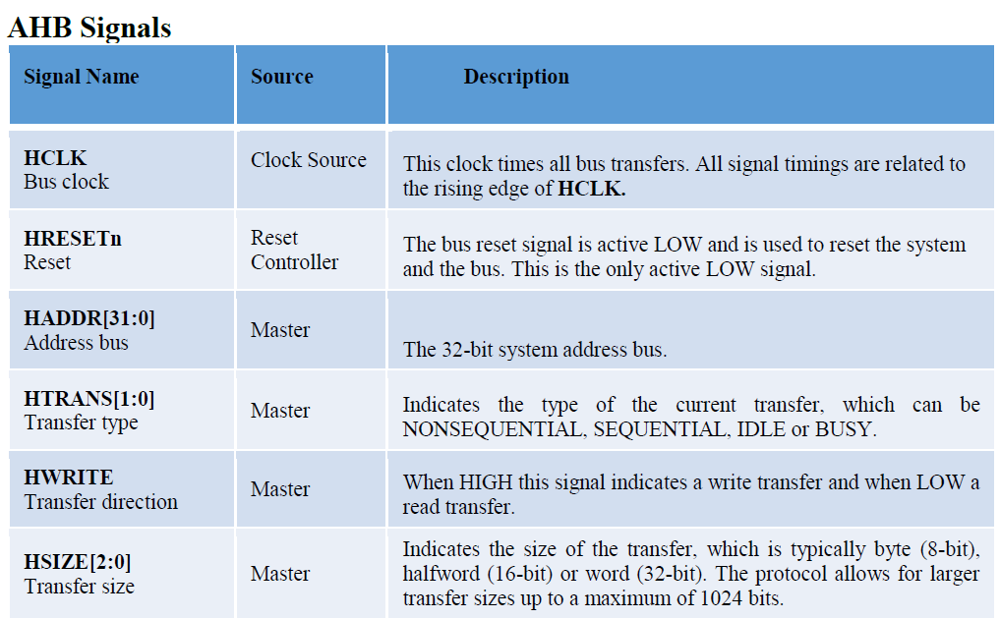 AHB Signals
Signal Name
Source
Description
HCLK
Bus clock
Clock Source
This clock times all bus transfers. All signal timings are related to
the rising edge of HCLK.
HRESETn
Reset
Reset
Controller
The bus reset signal is active LOW and is used to reset the system
and the bus. This is the only active LOW signal.
HADDR[31:0]
Address bus
Master
The 32-bit system address bus.
HTRANS[1:0]
Transfer type
Master
Indicates the type of the current transfer, which can be
NONSEQUENTIAL, SEQUENTIAL, IDLE or BUSY.
HWRITE
Transfer direction
Master
When HIGH this signal indicates a write transfer and when LOW a
read transfer.
HSIZE[2:0]
Transfer size
Master
Indicates the size of the transfer, which is typically byte (8-bit),
halfword (16-bit) or word (32-bit). The protocol allows for larger
transfer sizes up to a maximum of 1024 bits.